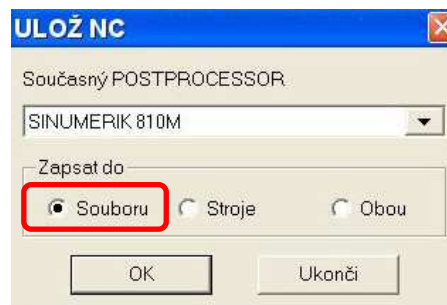 ULOŽ NC
Současný POSTPROCESSOR
SINUMERIK 810M
Zapsat do
Souboru Stroje Obou
OK Ukonči